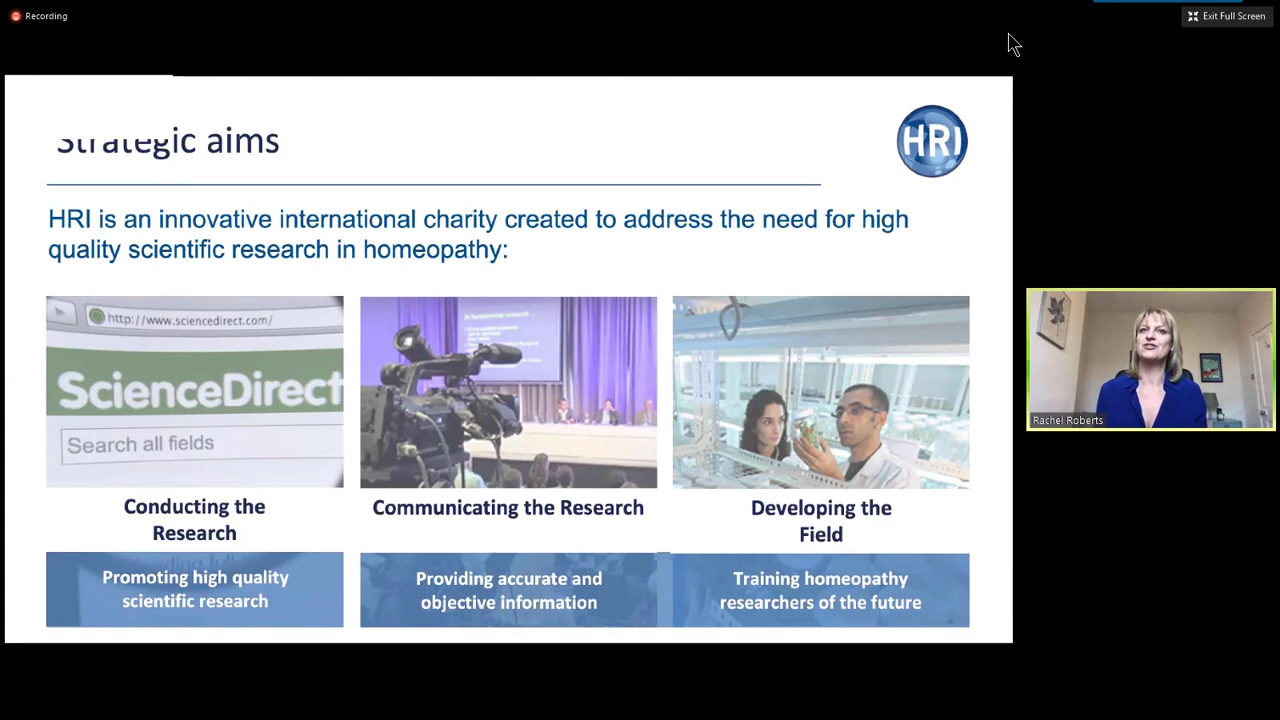 Recording
Exit Full Screen
Strategic aims
HRI
HRI is an innovative international charity created to address the need for high
quality scientific research in homeopathy:
http://www.sciencedirect.com/
ScienceDirect
Search all fields
Conducting the
Research
Communicating the Research
Developing the
Field
Promoting high quality
scientific research
Providing accurate and
objective information
Training homeopathy
researchers of the future
Rachel Roberts